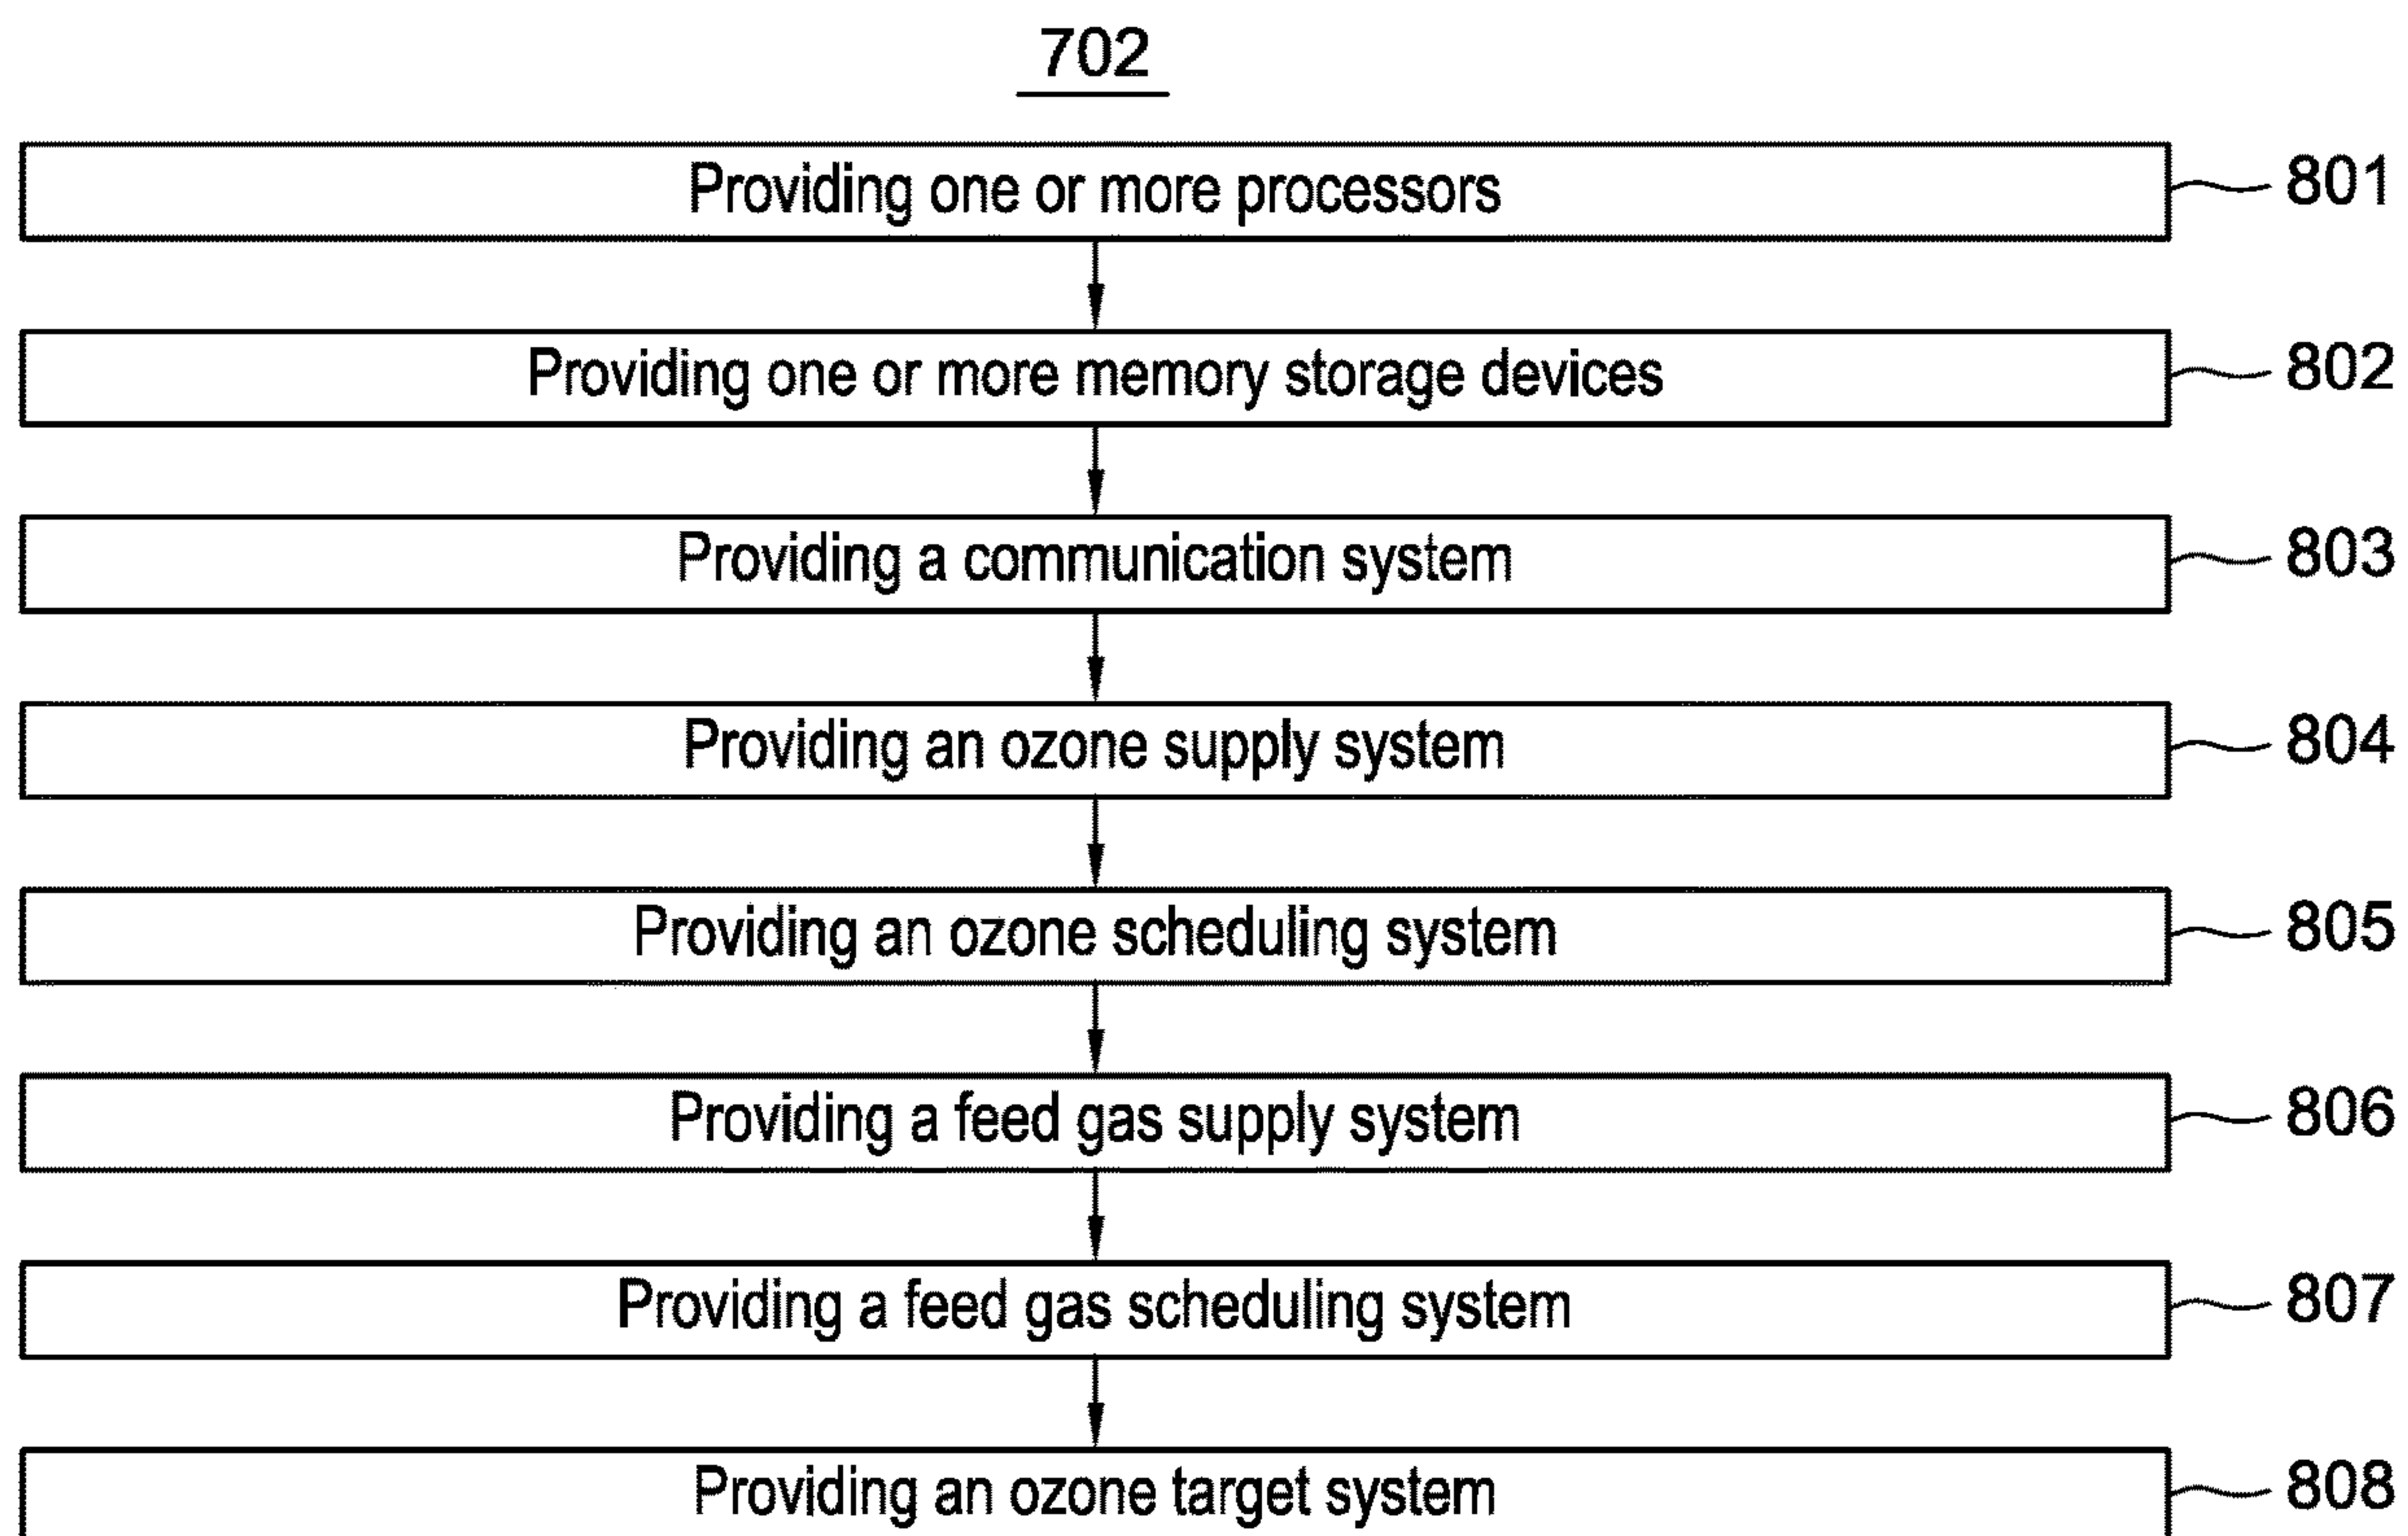 702
Providing one or more processors 801
Providing one or more memory storage devices 802
Providing a communication system 803
Providing an ozone supply system 804
Providing an ozone scheduling system 805
Providing a feed gas supply system 806
Providing a feed gas scheduling system 807
Providing an ozone target system 808